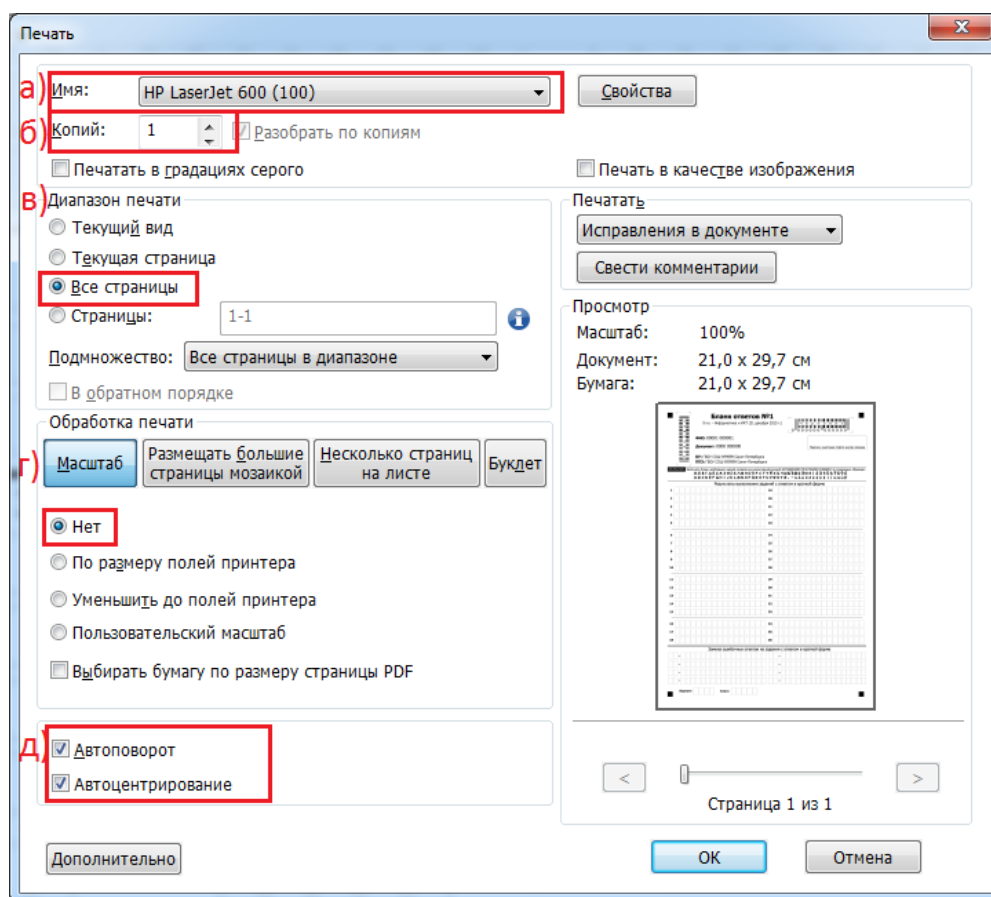 Печать
а) Имя: HP LaserJet 600 (100) Свойства
б) Копий: 1 Разобрать по копиям
Печатать в градациях серого Печать в качестве изображения
в) Диапазон печати Печатать
Текущий вид Исправления в документе
Текущая страница Свести комментарии
Все страницы
Страницы: 1-1
Подмножество: Все страницы в диапазоне
В обратном порядке
Просмотр
Масштаб: 100%
Документ: 21,0 x 29,7 см
Бумага: 21,0 x 29,7 см
Бланк ответов №1
Обработка печати
г) Масштаб Размещать большие страницы мозаикой Несколько страниц на листе Буклет
Нет
По размеру полей принтера
Уменьшить до полей принтера
Пользовательский масштаб
Выбирать бумагу по размеру страницы PDF
д) Автоповорот
Автоцентрирование
< >
Страница 1 из 1
Дополнительно ОК Отмена